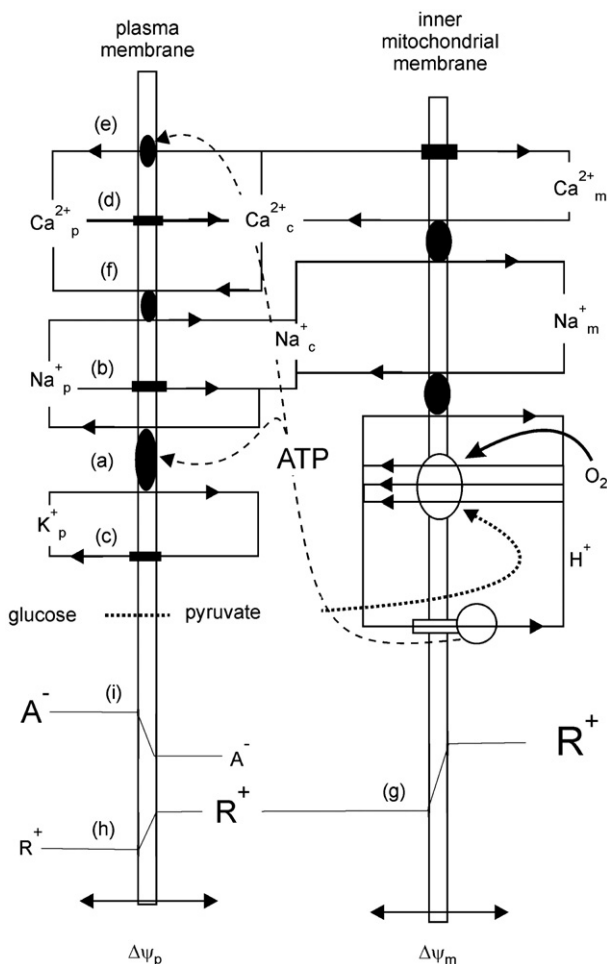 plasma
membrane
inner
mitochondrial
membrane
(e)
Ca²⁺ₘ
(d)
Ca²⁺ₚ
Ca²⁺c
(f)
Na⁺c
Na⁺ₘ
Na⁺ₚ
(b)
(a)
ATP
O₂
K⁺ₚ
(c)
H⁺
glucose
pyruvate
(i)
A⁻
A⁻
R⁺
(g)
R⁺
(h)
R⁺
Δψₚ
Δψₘ